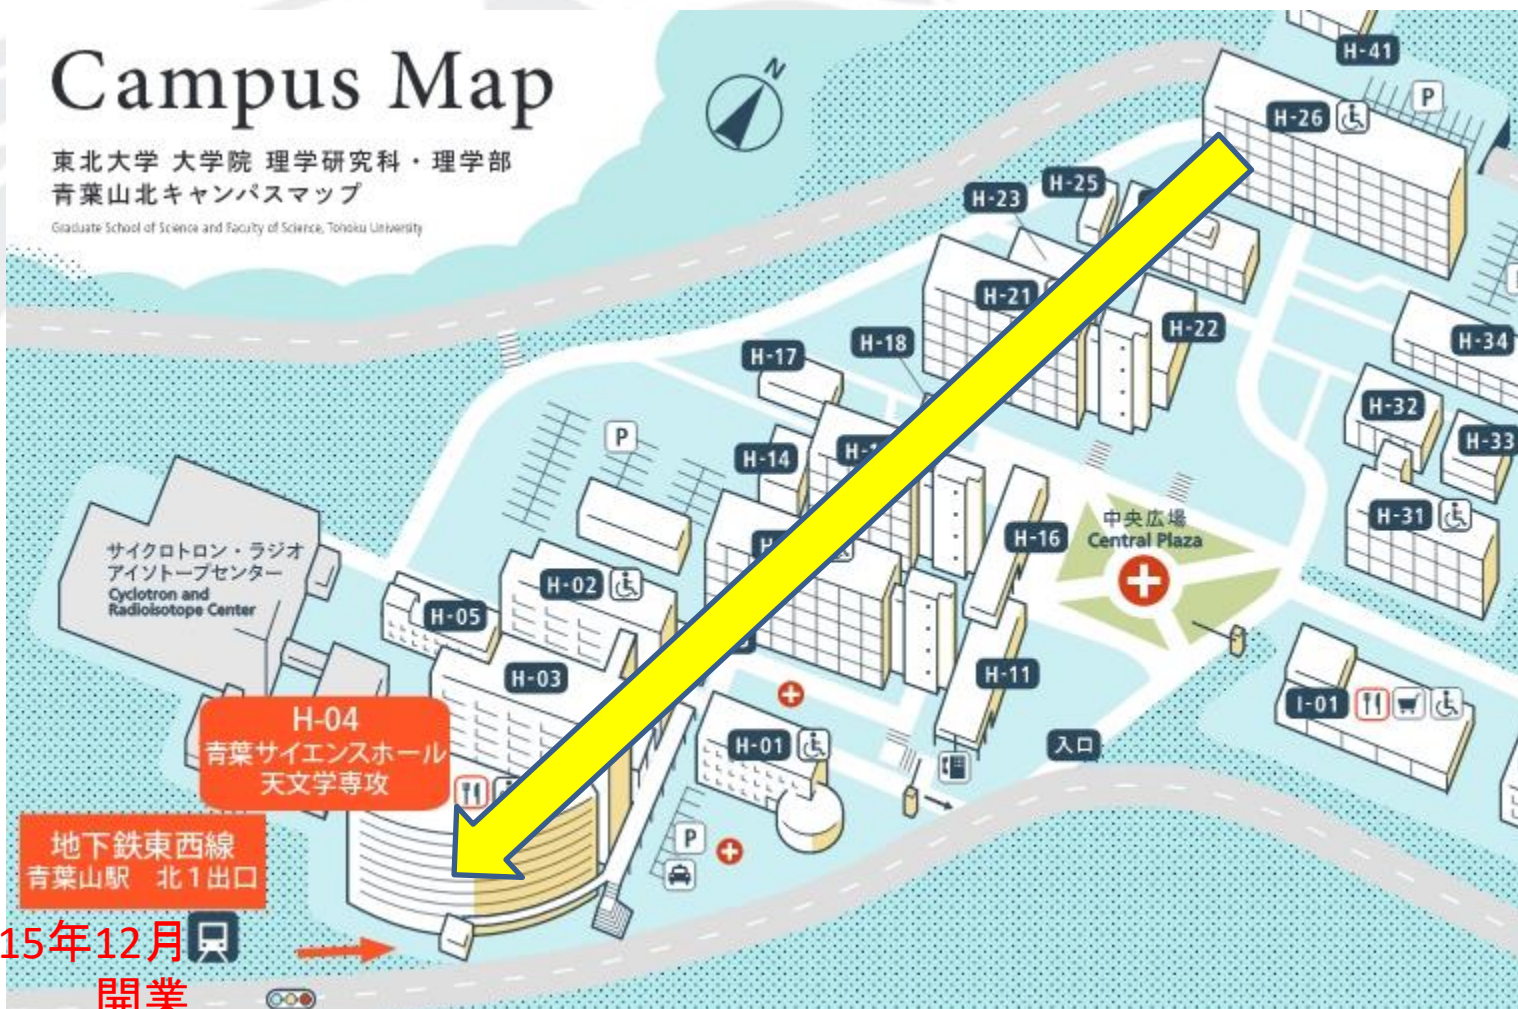 Campus Map
東北大学 大学院 理学研究科・理学部
青葉山北キャンパスマップ
Graduate School of Science and Faculty of Science, Tohoku University
N
H-41
P
H-26
H-25
H-23
H-21
H-22
H-18
H-17
H-34
H-32
H-33
H-31
P
H-14
中央広場
Central Plaza
H-16
サイクロトロン・ラジオ
アイソトープセンター
Cyclotron and
Radioisotope Center
H-02
H-05
H-03
H-11
I-01
H-01
入口
H-04
青葉サイエンスホール
天文学専攻
P
地下鉄東西線
青葉山駅 北1出口
15年12月
開業